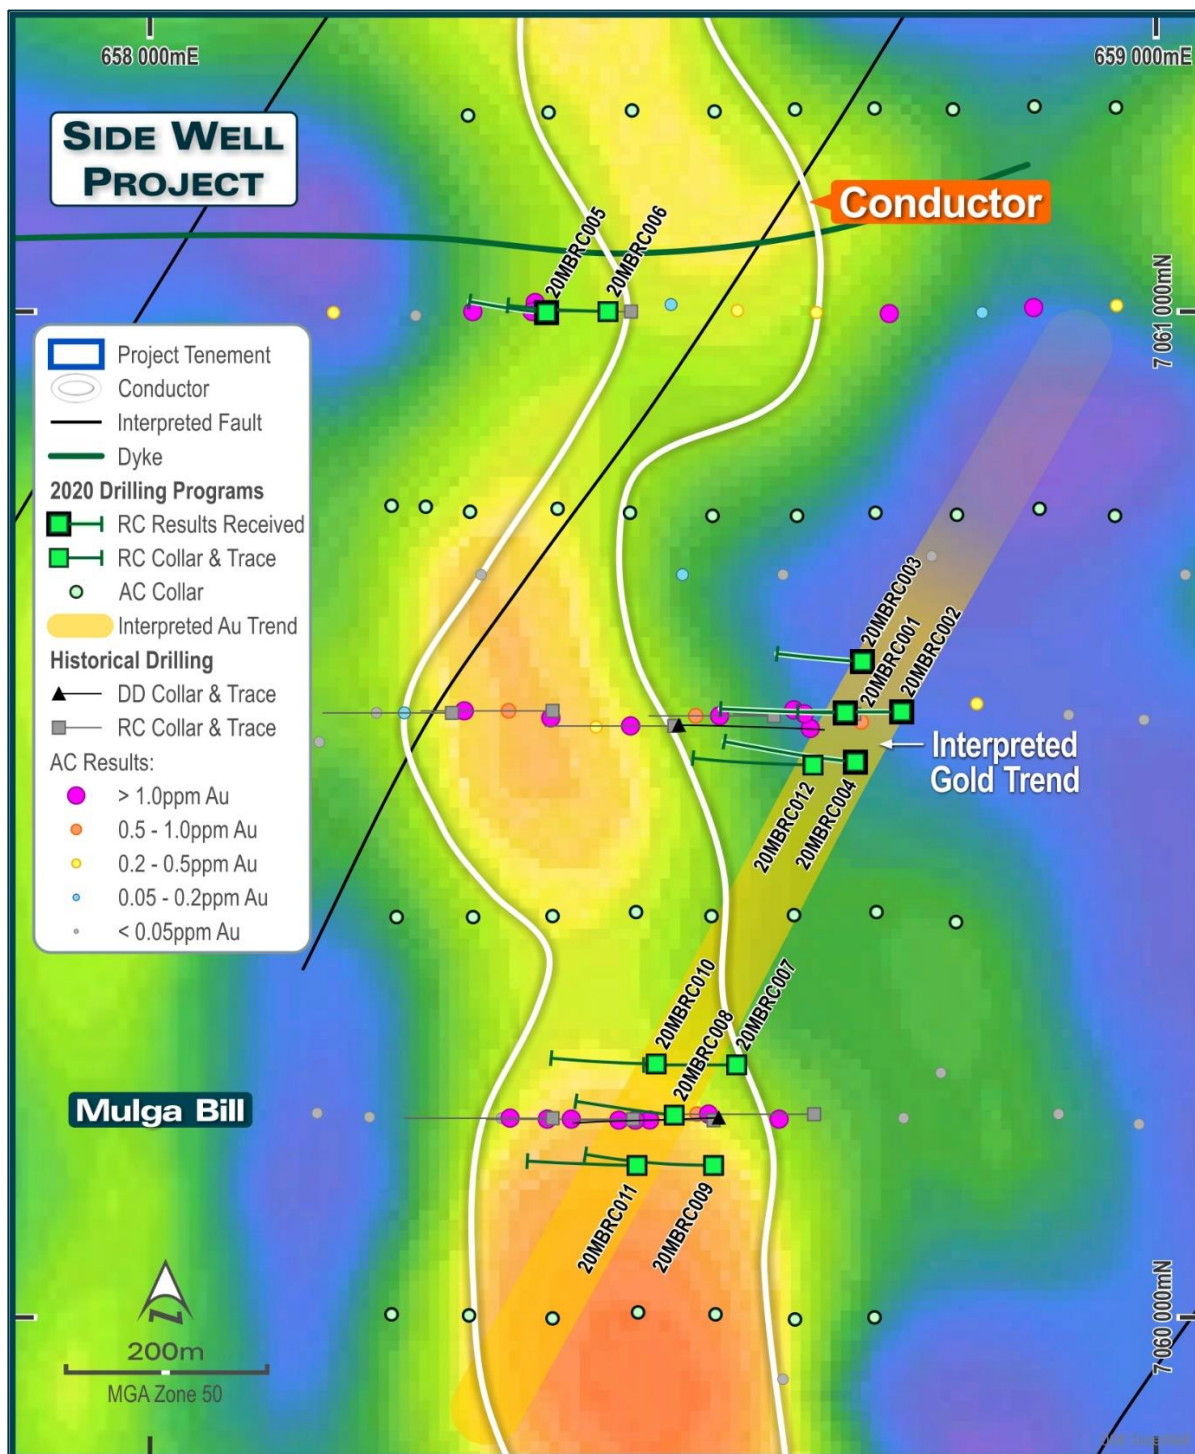 658 000mE
659 000mE
SIDE WELL
PROJECT
Conductor
20MBRC005
20MBRC006
7 061 000mN
Project Tenement
Conductor
Interpreted Fault
Dyke
2020 Drilling Programs
RC Results Received
RC Collar & Trace
AC Collar
Interpreted Au Trend
Historical Drilling
DD Collar & Trace
RC Collar & Trace
AC Results:
> 1.0ppm Au
0.5 - 1.0ppm Au
0.2 - 0.5ppm Au
0.05 - 0.2ppm Au
< 0.05ppm Au
20MBRC003
20MBRC001
20MBRC002
Interpreted
Gold Trend
20MBRC012
20MBRC004
20MBRC010
20MBRC008
20MBRC007
Mulga Bill
20MBRC011
20MBRC009
N
200m
MGA Zone 50
7 060 000mN